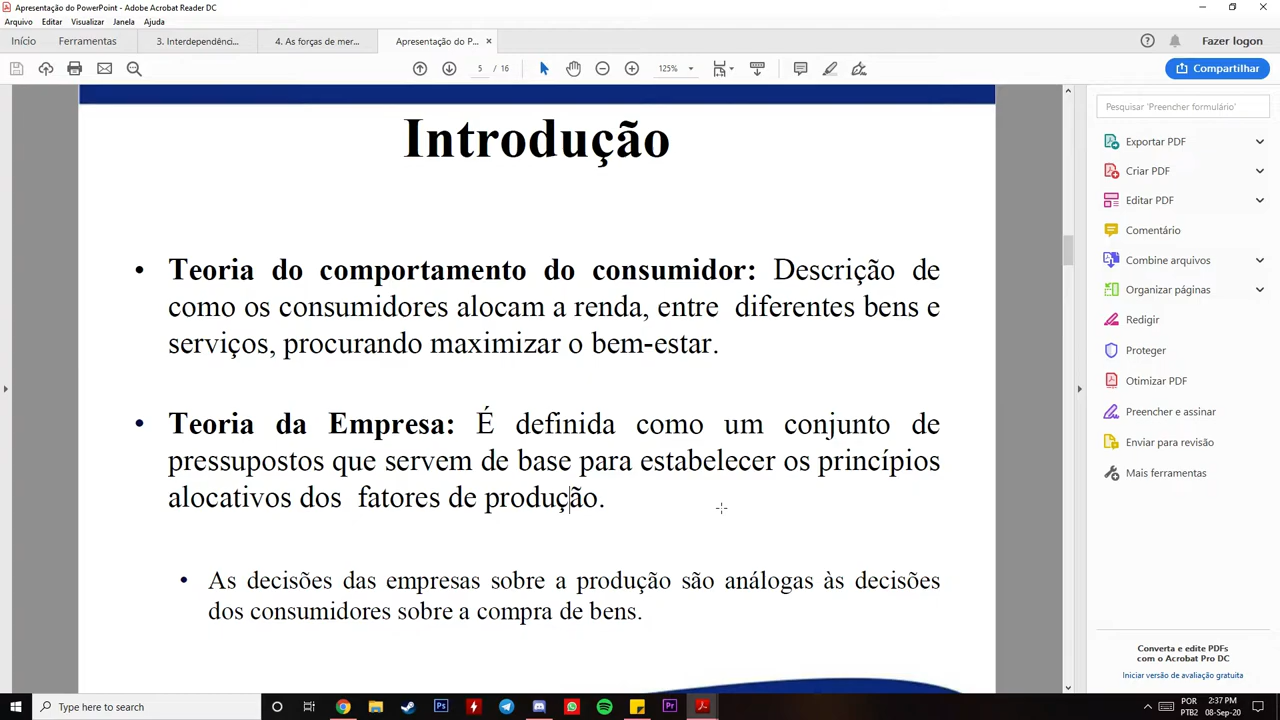 Apresentação do PowerPoint - Adobe Acrobat Reader DC
Arquivo Editar Visualizar Janela Ajuda
Início Ferramentas 3. Interdependênci... 4. As forças de mer... Apresentação do P... × Fazer logon
5 / 16 125% Compartilhar
Introdução
• Teoria do comportamento do consumidor: Descrição de
como os consumidores alocam a renda, entre diferentes bens e
serviços, procurando maximizar o bem-estar.
• Teoria da Empresa: É definida como um conjunto de
pressupostos que servem de base para estabelecer os princípios
alocativos dos fatores de produção.
• As decisões das empresas sobre a produção são análogas às decisões
dos consumidores sobre a compra de bens.
Pesquisar 'Preencher formulário'
Exportar PDF
Criar PDF
Editar PDF
Comentário
Combine arquivos
Organizar páginas
Redigir
Proteger
Otimizar PDF
Preencher e assinar
Enviar para revisão
Mais ferramentas
Converta e edite PDFs
com o Acrobat Pro DC
Iniciar versão de avaliação gratuita
Type here to search
Ps
Pr
POR
PTB2
2:37 PM
08-Sep-20